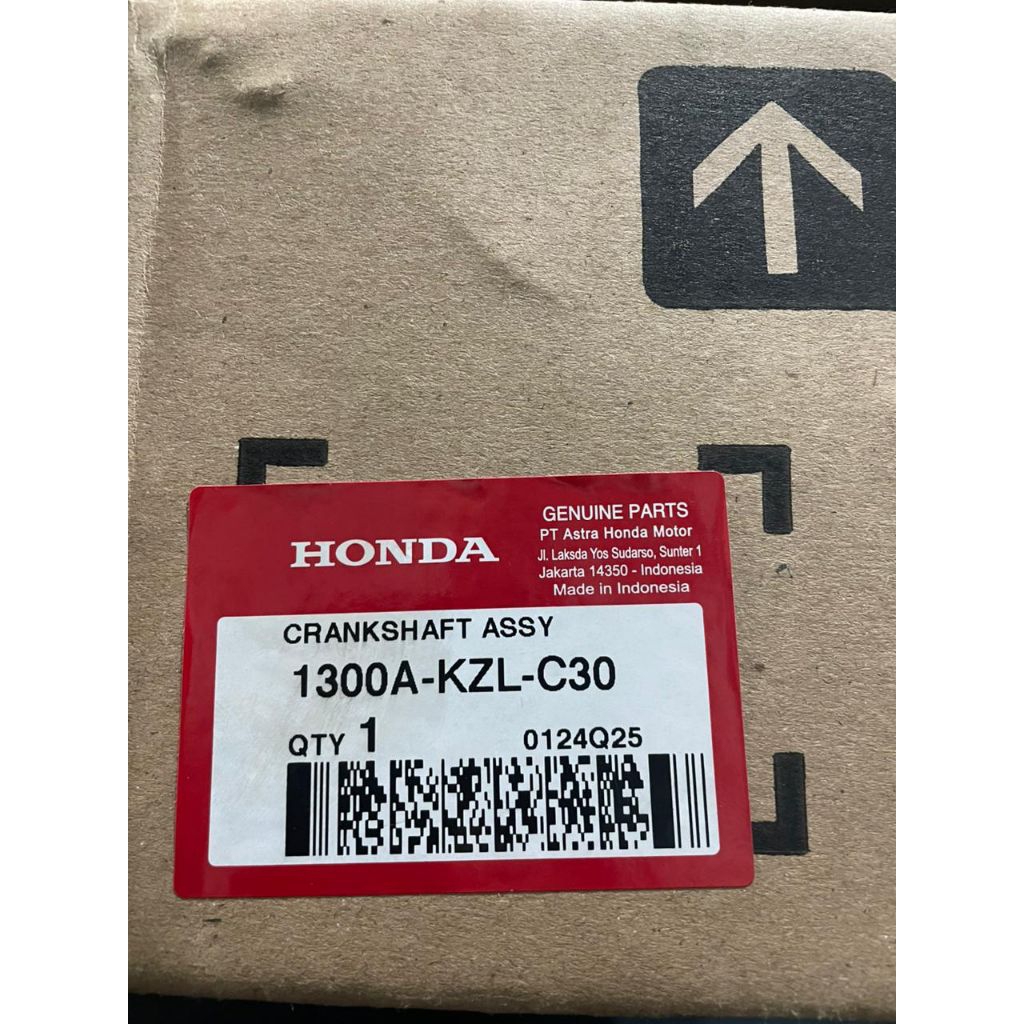 HONDA
GENUINE PARTS
PT Astra Honda Motor
Jl. Laksda Yos Sudarso, Sunter 1
Jakarta 14350 - Indonesia
Made in Indonesia
CRANKSHAFT ASSY
1300A-KZL-C30
QTY 1 0124Q25